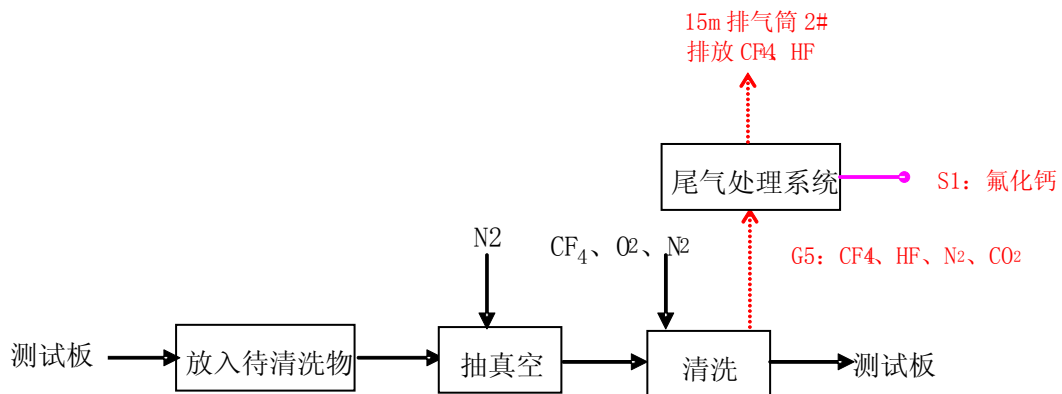 15m 排气筒 2#
排放 CF4、HF
尾气处理系统
S1：氟化钙
N2
CF₄、O2、N2
G5：CF4、HF、N2、CO2
测试板
放入待清洗物
抽真空
清洗
测试板